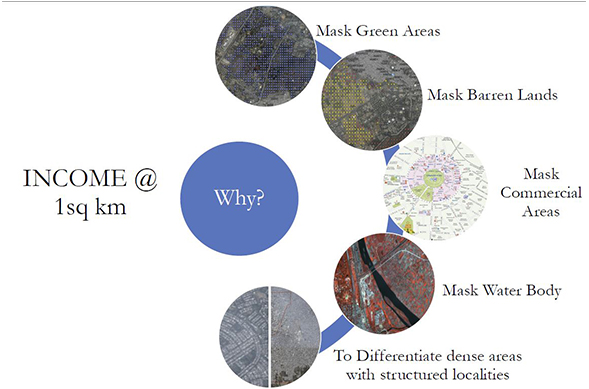 Mask Green Areas
Mask Barren Lands
INCOME @
1sq km
Why?
Mask
Commercial
Areas
Mask Water Body
To Differentiate dense areas
with structured localities